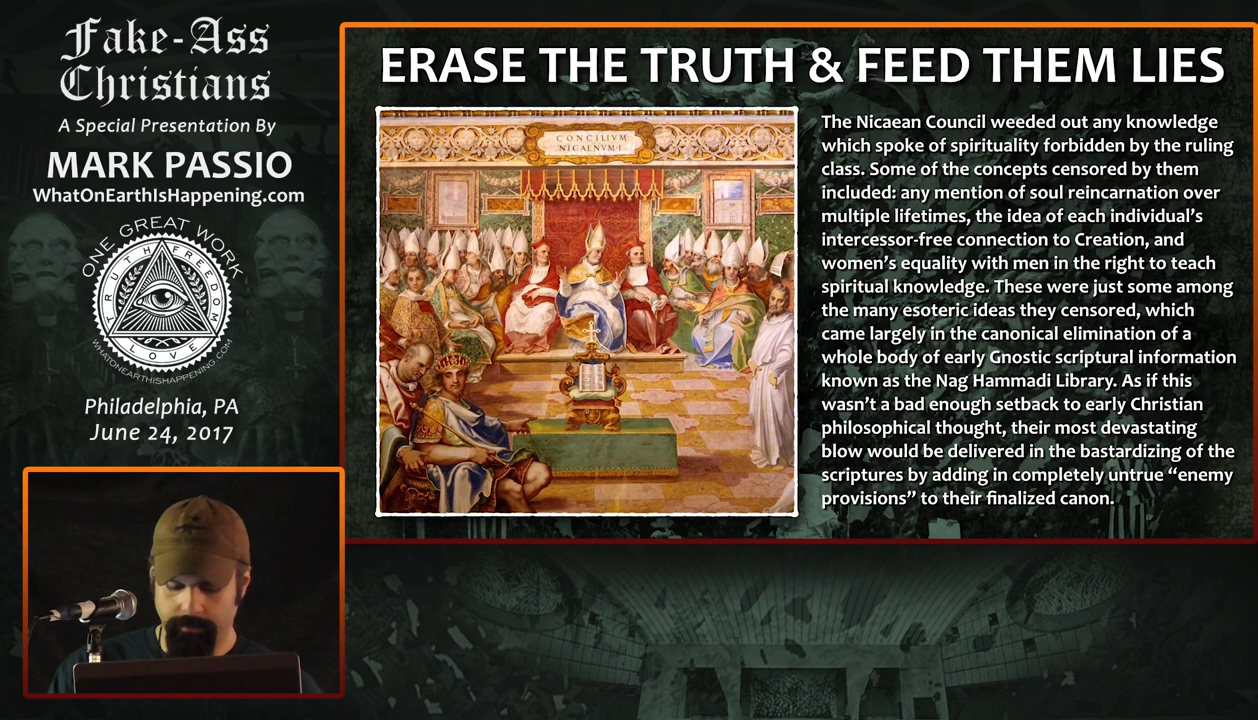 Fake-Ass
Christians
A Special Presentation By
MARK PASSIO
WhatOnEarthIsHappening.com
ONE GREAT WORK
TRUTH FREEDOM LOVE
WHATONEARTHISHAPPENING.COM
Philadelphia, PA
June 24, 2017
ERASE THE TRUTH & FEED THEM LIES
CONCILIVM
NICAENVM·I
The Nicaean Council weeded out any knowledge
which spoke of spirituality forbidden by the ruling
class. Some of the concepts censored by them
included: any mention of soul reincarnation over
multiple lifetimes, the idea of each individual’s
intercessor-free connection to Creation, and
women’s equality with men in the right to teach
spiritual knowledge. These were just some among
the many esoteric ideas they censored, which
came largely in the canonical elimination of a
whole body of early Gnostic scriptural information
known as the Nag Hammadi Library. As if this
wasn’t a bad enough setback to early Christian
philosophical thought, their most devastating
blow would be delivered in the bastardizing of the
scriptures by adding in completely untrue “enemy
provisions” to their finalized canon.